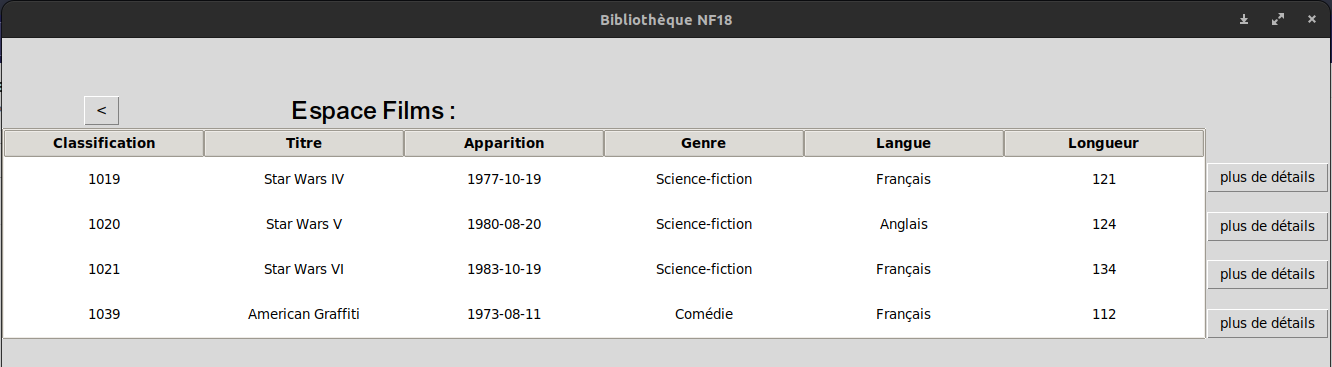 Bibliothèque NF18
<
Espace Films :
Classification Titre Apparition Genre Langue Longueur
1019 Star Wars IV 1977-10-19 Science-fiction Français 121 plus de détails
1020 Star Wars V 1980-08-20 Science-fiction Anglais 124 plus de détails
1021 Star Wars VI 1983-10-19 Science-fiction Français 134 plus de détails
1039 American Graffiti 1973-08-11 Comédie Français 112 plus de détails